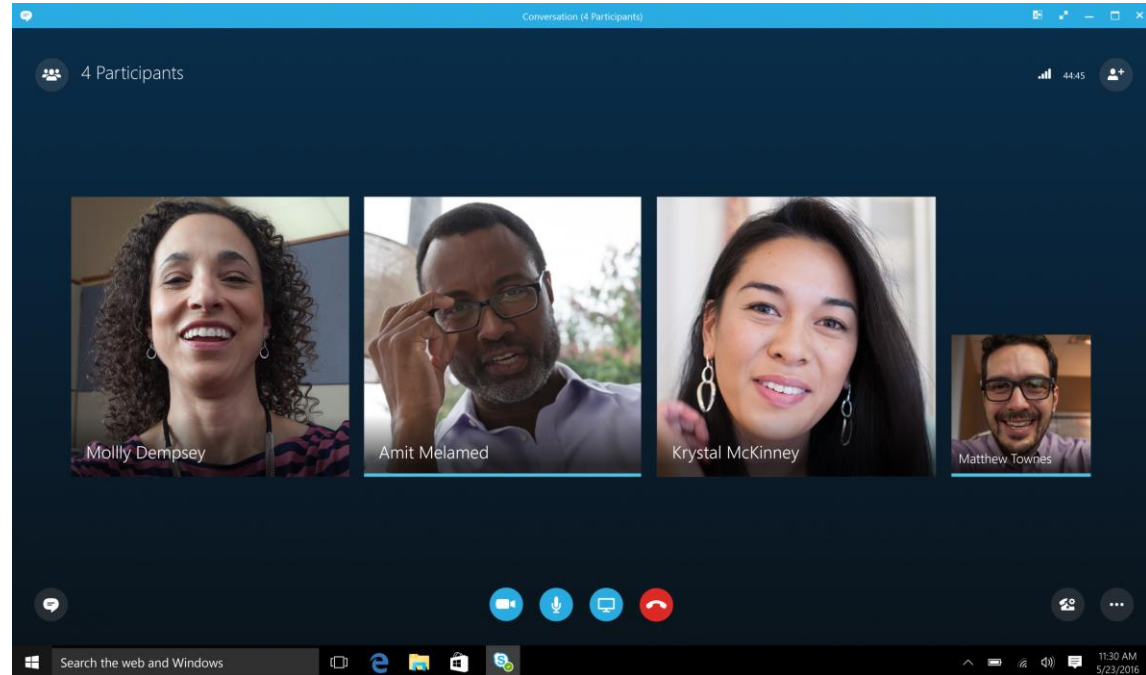 Conversation (4 Participants)
4 Participants
44:45
Mollly Dempsey
Amit Melamed
Krystal McKinney
Matthew Townes
Search the web and Windows
11:30 AM
5/23/2016